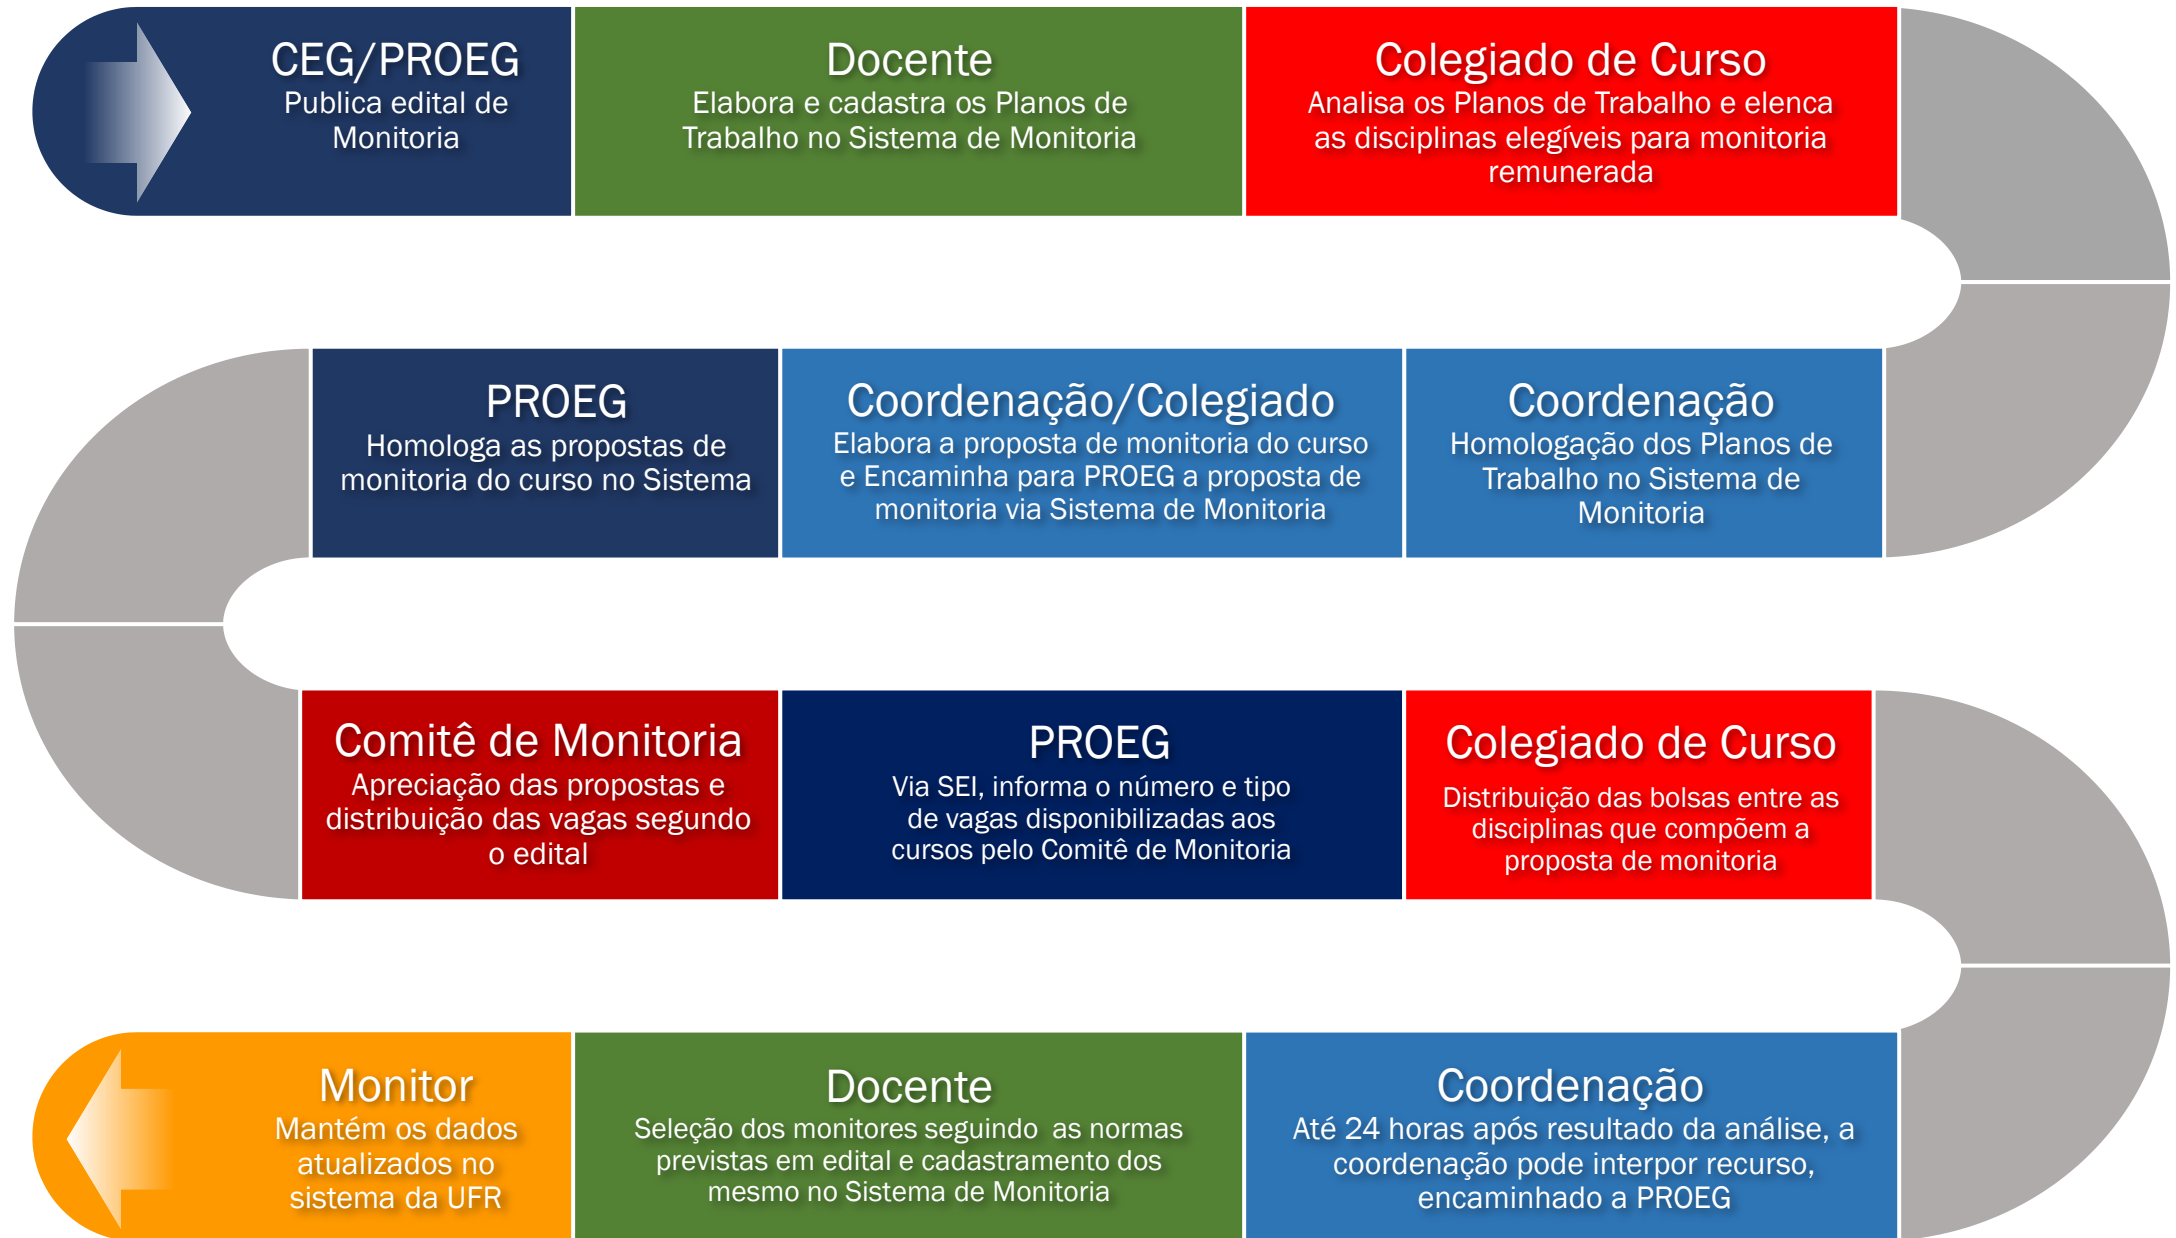 CEG/PROEG
Publica edital de
Monitoria
Docente
Elabora e cadastra os Planos de
Trabalho no Sistema de Monitoria
Colegiado de Curso
Analisa os Planos de Trabalho e elenca
as disciplinas elegíveis para monitoria
remunerada
Coordenação
Homologação dos Planos de
Trabalho no Sistema de
Monitoria
Coordenação/Colegiado
Elabora a proposta de monitoria do curso
e Encaminha para PROEG a proposta de
monitoria via Sistema de Monitoria
PROEG
Homologa as propostas de
monitoria do curso no Sistema
Comitê de Monitoria
Apreciação das propostas e
distribuição das vagas segundo
o edital
PROEG
Via SEI, informa o número e tipo
de vagas disponibilizadas aos
cursos pelo Comitê de Monitoria
Colegiado de Curso
Distribuição das bolsas entre as
disciplinas que compõem a
proposta de monitoria
Coordenação
Até 24 horas após resultado da análise, a
coordenação pode interpor recurso,
encaminhado a PROEG
Docente
Seleção dos monitores seguindo as normas
previstas em edital e cadastramento dos
mesmo no Sistema de Monitoria
Monitor
Mantém os dados
atualizados no
sistema da UFR